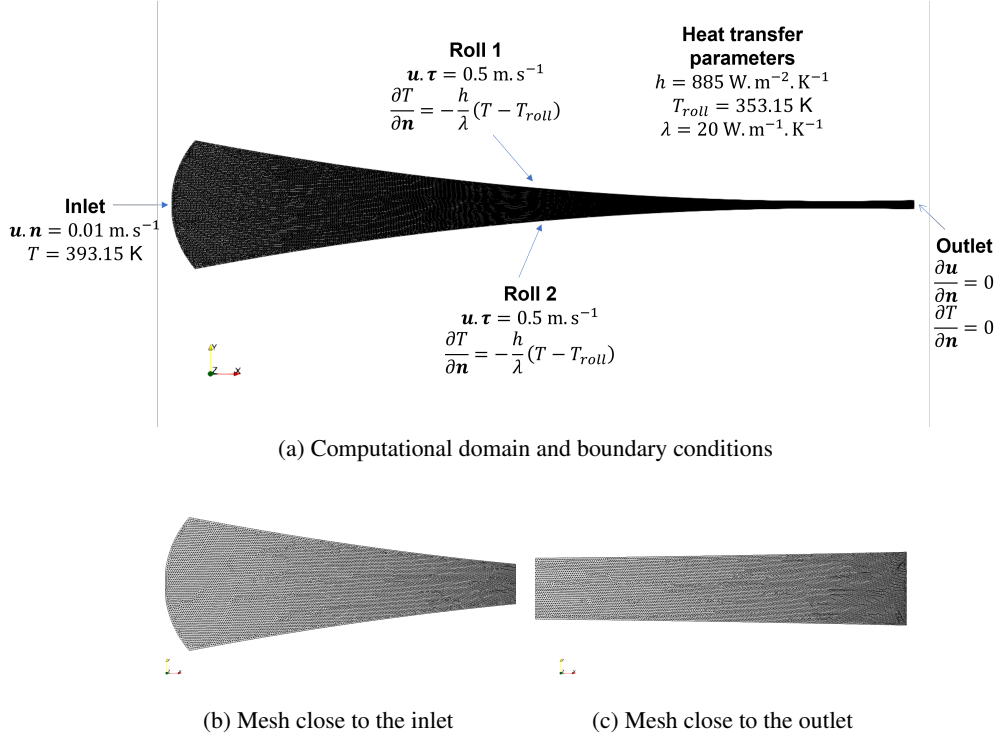 Roll 1
𝒖.𝝉 = 0.5 m.s⁻¹
∂T/∂𝒏 = −h/λ (T − T_roll)
Heat transfer
parameters
h = 885 W.m⁻².K⁻¹
T_roll = 353.15 K
λ = 20 W.m⁻¹.K⁻¹
Inlet
𝒖.𝒏 = 0.01 m.s⁻¹
T = 393.15 K
Outlet
∂𝒖/∂𝒏 = 0
∂T/∂𝒏 = 0
Roll 2
𝒖.𝝉 = 0.5 m.s⁻¹
∂T/∂𝒏 = −h/λ (T − T_roll)
Y
Z X
(a) Computational domain and boundary conditions
(b) Mesh close to the inlet
(c) Mesh close to the outlet